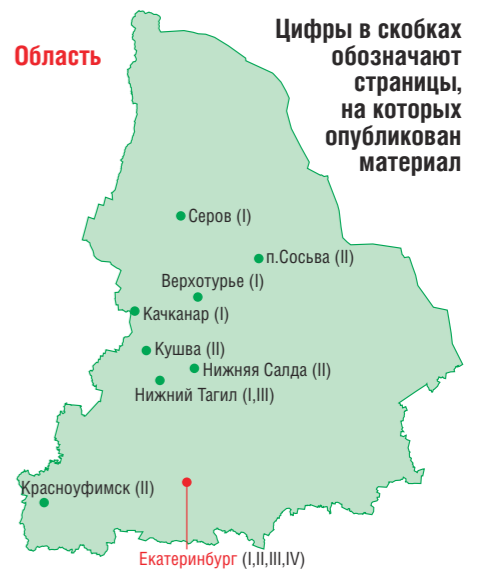 Область
Цифры в скобках
обозначают
страницы,
на которых
опубликован
материал
Серов (I)
п.Сосьва (II)
Верхотурье (I)
Качканар (I)
Кушва (II)
Нижняя Салда (II)
Нижний Тагил (I,III)
Красноуфимск (II)
Екатеринбург (I,II,III,IV)